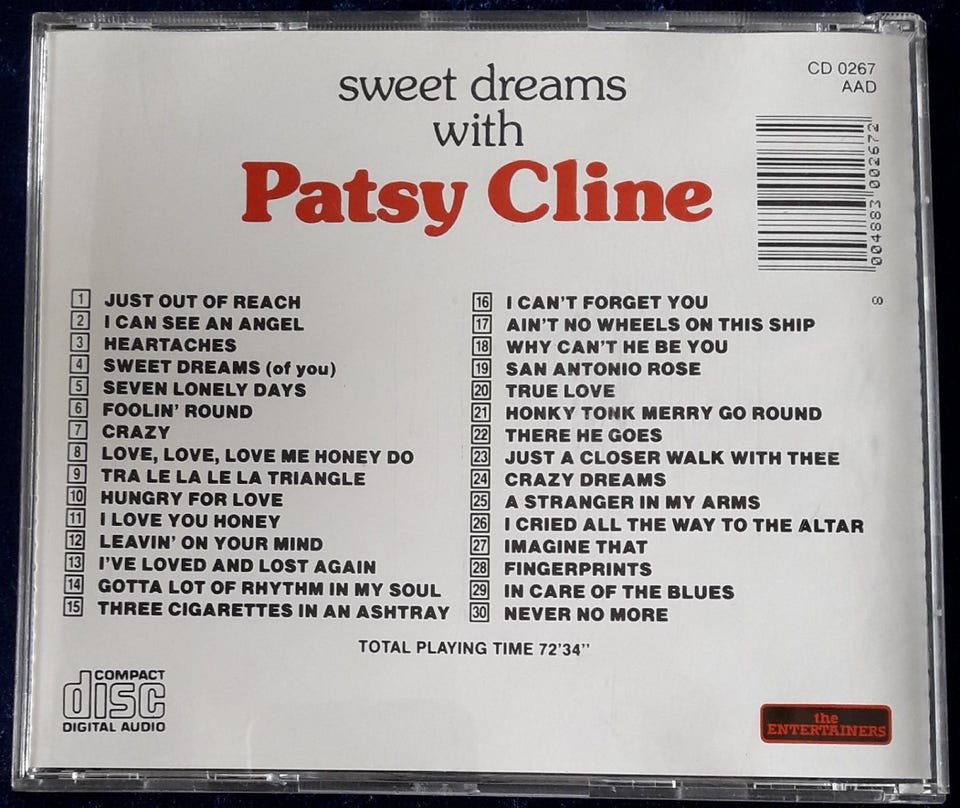 sweet dreams
with
Patsy Cline
CD 0267
AAD
004883 002672
8
1 JUST OUT OF REACH
2 I CAN SEE AN ANGEL
3 HEARTACHES
4 SWEET DREAMS (of you)
5 SEVEN LONELY DAYS
6 FOOLIN' ROUND
7 CRAZY
8 LOVE, LOVE, LOVE ME HONEY DO
9 TRA LE LA LE LA TRIANGLE
10 HUNGRY FOR LOVE
11 I LOVE YOU HONEY
12 LEAVIN' ON YOUR MIND
13 I'VE LOVED AND LOST AGAIN
14 GOTTA LOT OF RHYTHM IN MY SOUL
15 THREE CIGARETTES IN AN ASHTRAY
16 I CAN'T FORGET YOU
17 AIN'T NO WHEELS ON THIS SHIP
18 WHY CAN'T HE BE YOU
19 SAN ANTONIO ROSE
20 TRUE LOVE
21 HONKY TONK MERRY GO ROUND
22 THERE HE GOES
23 JUST A CLOSER WALK WITH THEE
24 CRAZY DREAMS
25 A STRANGER IN MY ARMS
26 I CRIED ALL THE WAY TO THE ALTAR
27 IMAGINE THAT
28 FINGERPRINTS
29 IN CARE OF THE BLUES
30 NEVER NO MORE
TOTAL PLAYING TIME 72'34"
COMPACT
disc
DIGITAL AUDIO
the
ENTERTAINERS